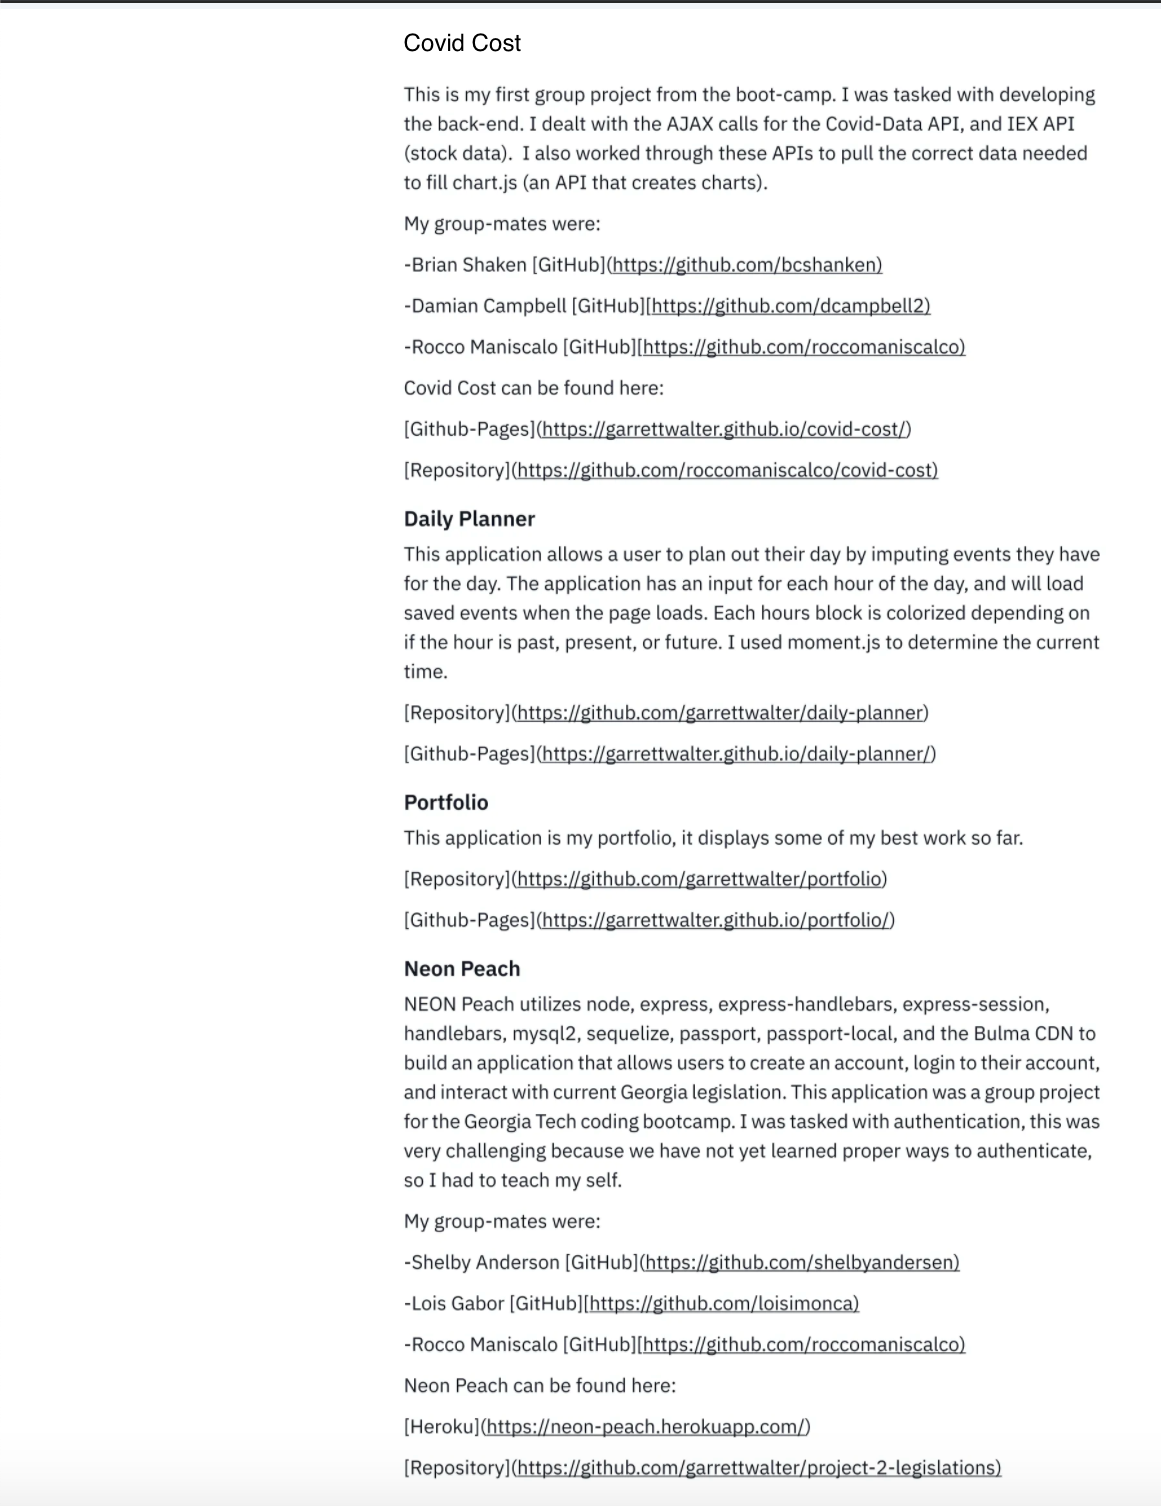 Covid Cost
This is my first group project from the boot-camp. I was tasked with developing
the back-end. I dealt with the AJAX calls for the Covid-Data API, and IEX API
(stock data).  I also worked through these APIs to pull the correct data needed
to fill chart.js (an API that creates charts).
My group-mates were:
-Brian Shaken [GitHub](https://github.com/bcshanken)
-Damian Campbell [GitHub][https://github.com/dcampbell2)
-Rocco Maniscalo [GitHub][https://github.com/roccomaniscalco)
Covid Cost can be found here:
[Github-Pages](https://garrettwalter.github.io/covid-cost/)
[Repository](https://github.com/roccomaniscalco/covid-cost)
Daily Planner
This application allows a user to plan out their day by imputing events they have
for the day. The application has an input for each hour of the day, and will load
saved events when the page loads. Each hours block is colorized depending on
if the hour is past, present, or future. I used moment.js to determine the current
time.
[Repository](https://github.com/garrettwalter/daily-planner)
[Github-Pages](https://garrettwalter.github.io/daily-planner/)
Portfolio
This application is my portfolio, it displays some of my best work so far.
[Repository](https://github.com/garrettwalter/portfolio)
[Github-Pages](https://garrettwalter.github.io/portfolio/)
Neon Peach
NEON Peach utilizes node, express, express-handlebars, express-session,
handlebars, mysql2, sequelize, passport, passport-local, and the Bulma CDN to
build an application that allows users to create an account, login to their account,
and interact with current Georgia legislation. This application was a group project
for the Georgia Tech coding bootcamp. I was tasked with authentication, this was
very challenging because we have not yet learned proper ways to authenticate,
so I had to teach my self.
My group-mates were:
-Shelby Anderson [GitHub](https://github.com/shelbyandersen)
-Lois Gabor [GitHub][https://github.com/loisimonca)
-Rocco Maniscalo [GitHub][https://github.com/roccomaniscalco)
Neon Peach can be found here:
[Heroku](https://neon-peach.herokuapp.com/)
[Repository](https://github.com/garrettwalter/project-2-legislations)